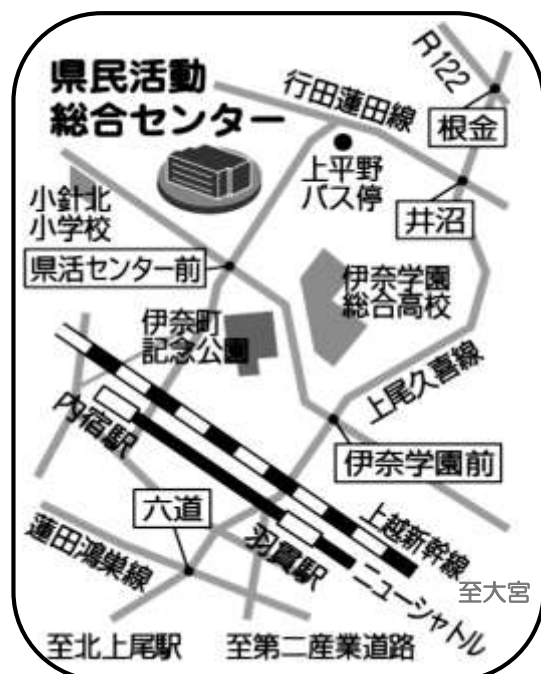 県民活動
総合センター
R122
行田蓮田線
根金
上平野
バス停
井沼
小針北
小学校
県活センター前
伊奈学園
総合高校
伊奈町
記念公園
上尾久喜線
内宿駅
伊奈学園前
六道
羽貫駅
上越新幹線
蓮田鴻巣線
ニューシャトル
至大宮
至北上尾駅
至第二産業道路